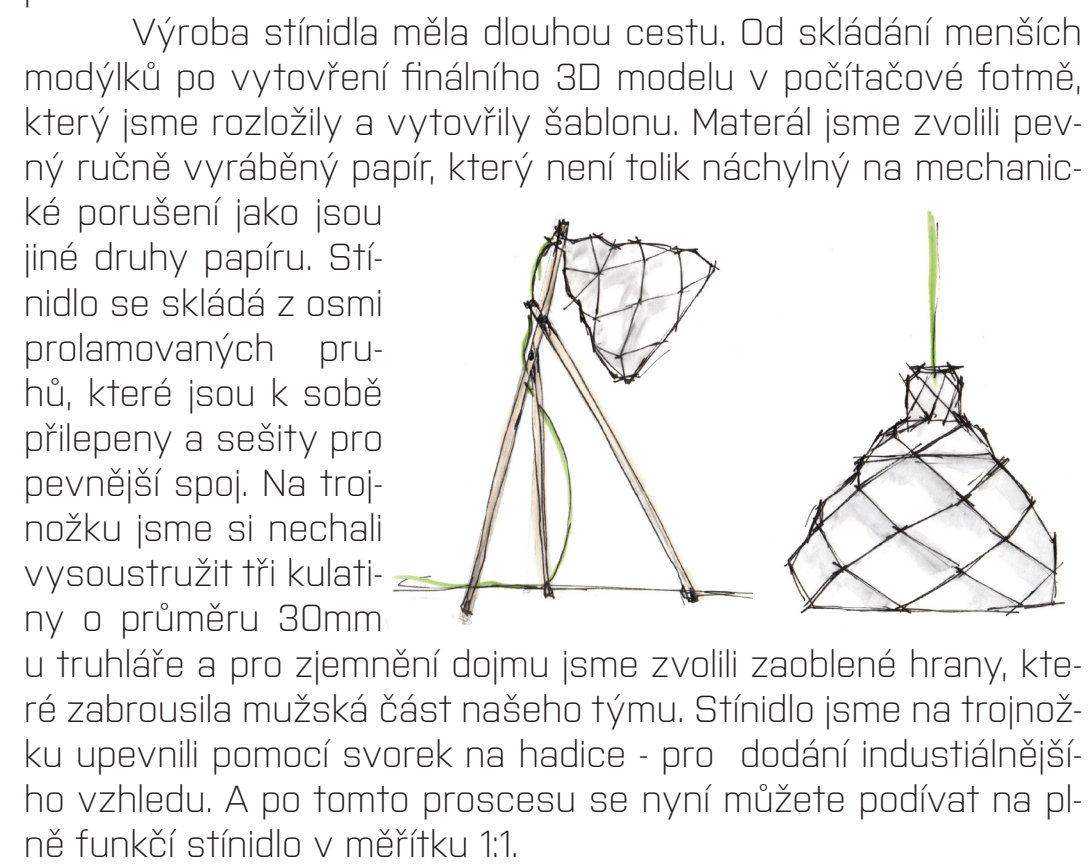 Výroba stínidla měla dlouhou cestu. Od skládání menších
modýlků po vytovření finálního 3D modelu v počítačové fotmě,
který jsme rozložily a vytovřily šablonu. Materál jsme zvolili pev-
ný ručně vyráběný papír, který není tolik náchylný na mechanic-
ké porušení jako jsou
jiné druhy papíru. Stí-
nidlo se skládá z osmi
prolamovaných pru-
hů, které jsou k sobě
přilepeny a sešity pro
pevnější spoj. Na troj-
nožku jsme si nechali
vysoustružit tři kulati-
ny o průměru 30mm
u truhláře a pro zjemnění dojmu jsme zvolili zaoblené hrany, kte-
ré zabrousila mužská část našeho týmu. Stínidlo jsme na trojnož-
ku upevnili pomocí svorek na hadice - pro  dodání industiálnější-
ho vzhledu. A po tomto proscesu se nyní můžete podívat na pl-
ně funkčí stínidlo v měřítku 1:1.